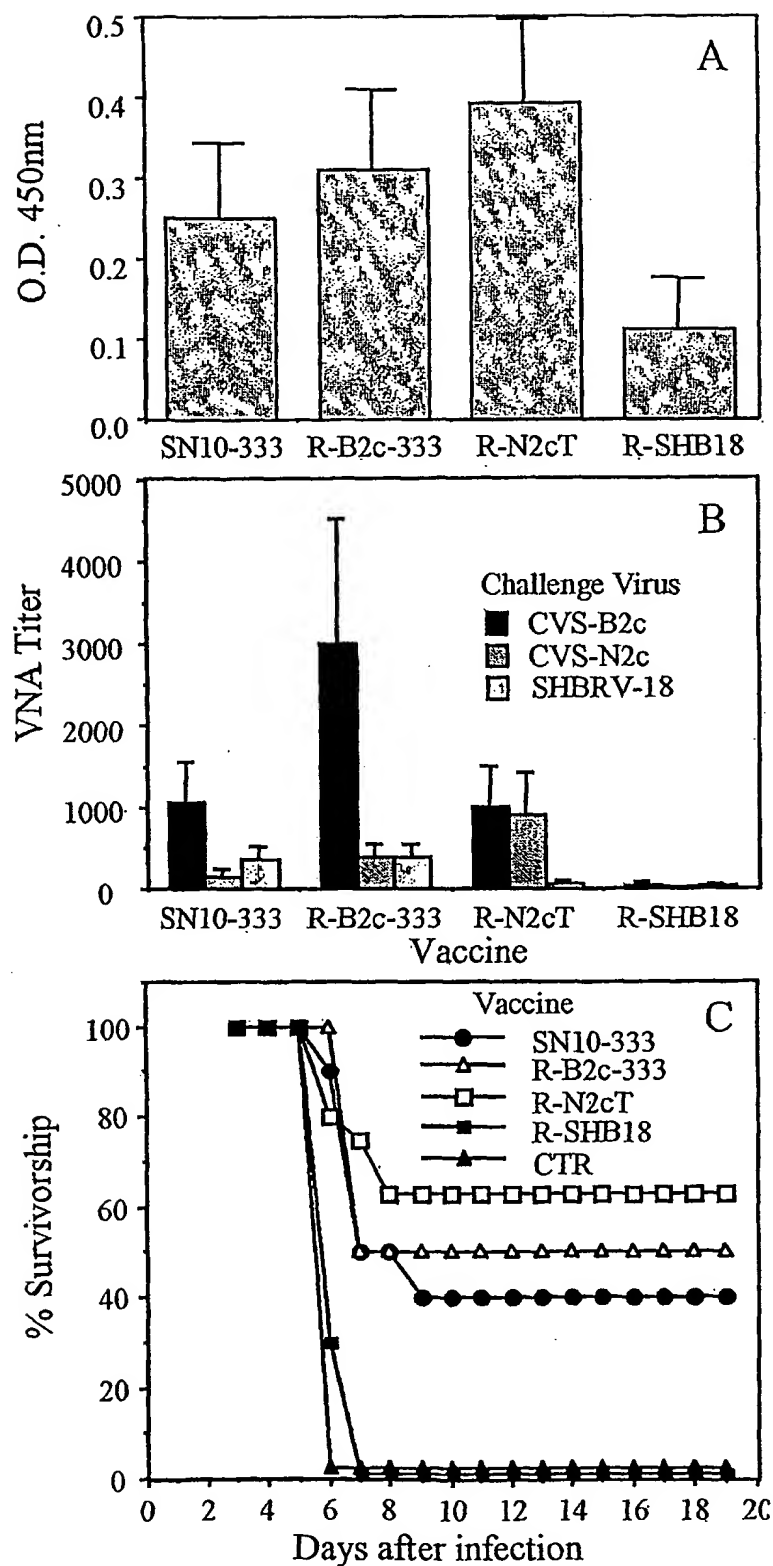 A
O.D. 450nm
0.5
0.4
0.3
0.2
0.1
0.0
SN10-333 R-B2c-333 R-N2cT R-SHB18
B
VNA Titer
5000
4000
3000
2000
1000
0
Challenge Virus
CVS-B2c
CVS-N2c
SHBRV-18
SN10-333 R-B2c-333 R-N2cT R-SHB18
Vaccine
C
% Survivorship
100
80
60
40
20
0
Vaccine
SN10-333
R-B2c-333
R-N2cT
R-SHB18
CTR
0 2 4 6 8 10 12 14 16 18 20
Days after infection